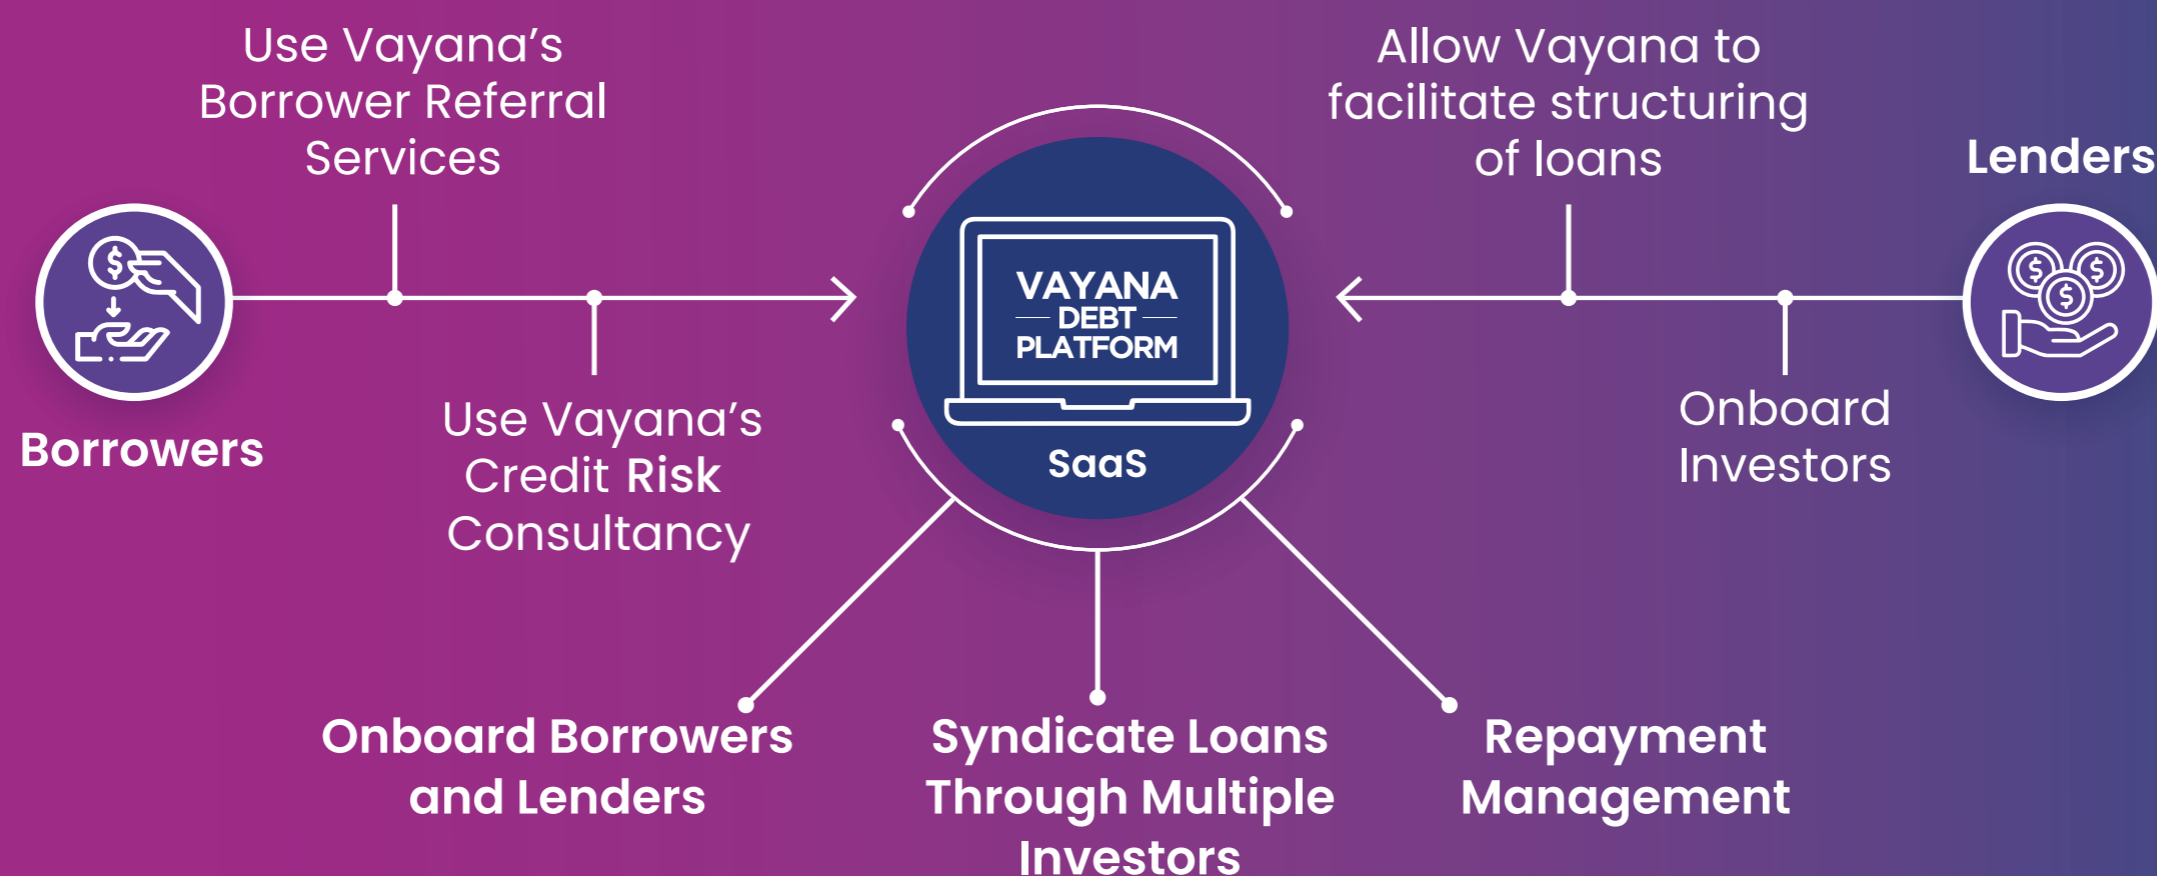 Use Vayana’s
Borrower Referral
Services
Borrowers
Use Vayana’s
Credit Risk
Consultancy
VAYANA
DEBT
PLATFORM
SaaS
Allow Vayana to
facilitate structuring
of loans
Lenders
Onboard
Investors
Onboard Borrowers
and Lenders
Syndicate Loans
Through Multiple
Investors
Repayment
Management